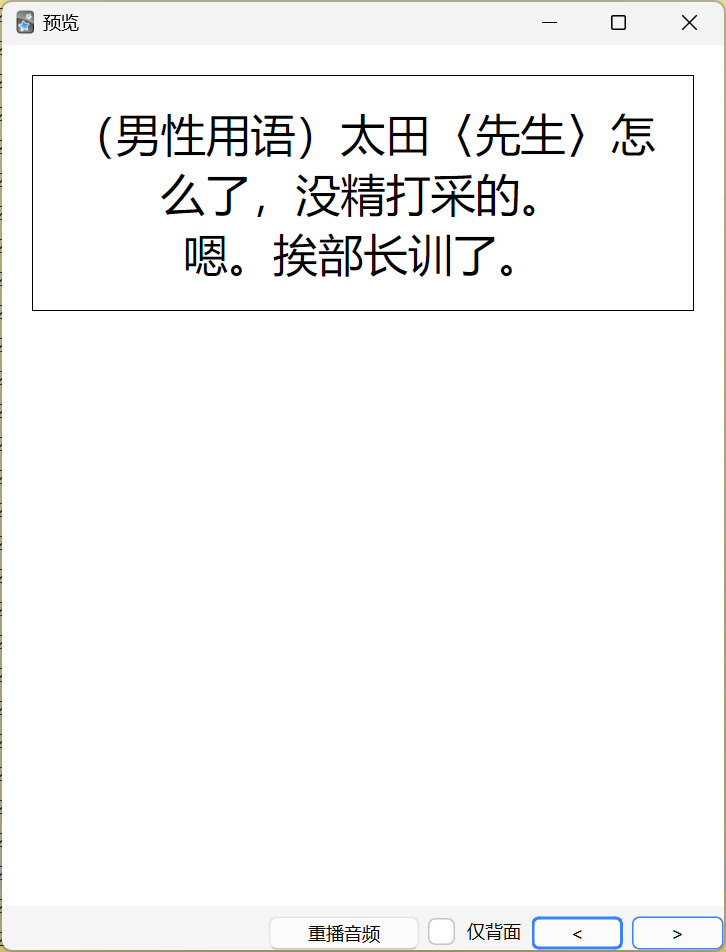 预览
（男性用语）太田〈先生〉怎
么了，没精打采的。
嗯。挨部长训了。
重播音频
仅背面
<
>